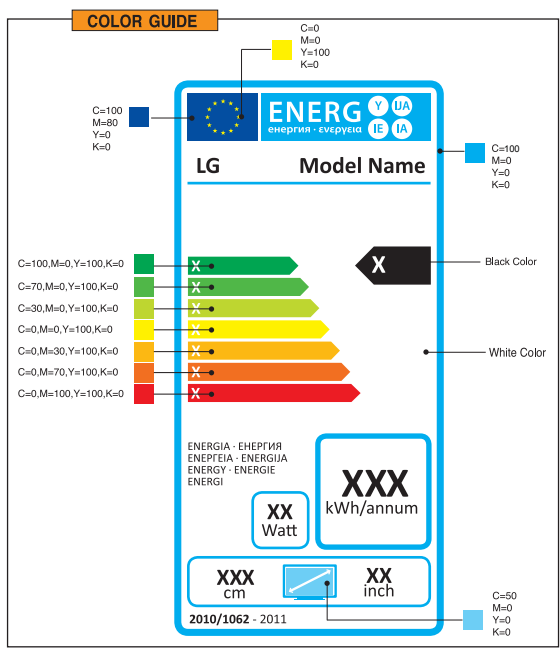 COLOR GUIDE
C=0
M=0
Y=100
K=0
C=100
M=80
Y=0
K=0
ENERG Y IJA
енергия · ενεργεια IE IA
C=100
M=0
Y=0
K=0
LG Model Name
X Black Color
C=100,M=0,Y=100,K=0 X
C=70,M=0,Y=100,K=0 X
C=30,M=0,Y=100,K=0 X
C=0,M=0,Y=100,K=0 X
C=0,M=30,Y=100,K=0 X
White Color
C=0,M=70,Y=100,K=0 X
C=0,M=100,Y=100,K=0 X
ENERGIA · ЕНЕРГИЯ
ΕΝΕΡΓΕΙΑ · ENERGIJA
ENERGY · ENERGIE
ENERGI
XXX
kWh/annum
XX
Watt
XXX
cm
XX
inch
C=50
M=0
Y=0
K=0
2010/1062 - 2011